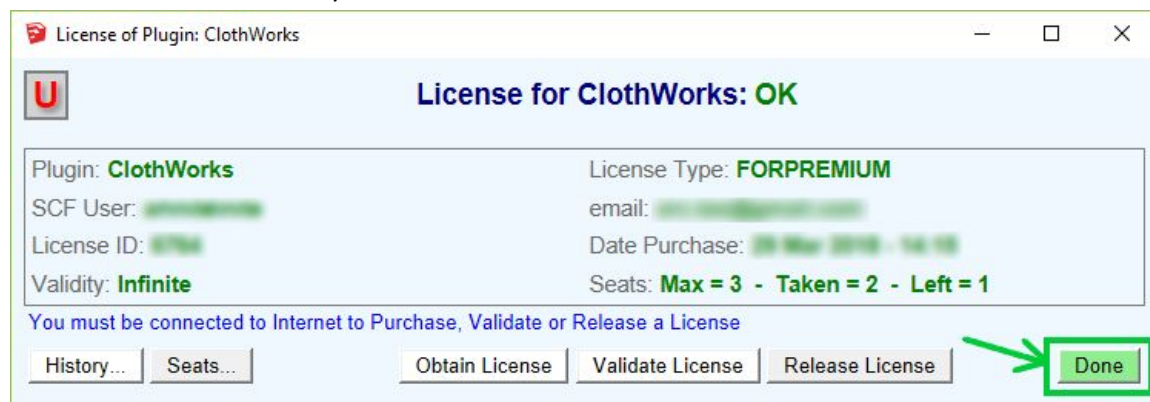 License of Plugin: ClothWorks
U
License for ClothWorks: OK
Plugin: ClothWorks
License Type: FORPREMIUM
SCF User:
email:
License ID:
Date Purchase:
Validity: Infinite
Seats: Max = 3 - Taken = 2 - Left = 1
You must be connected to Internet to Purchase, Validate or Release a License
History... Seats... Obtain License Validate License Release License Done